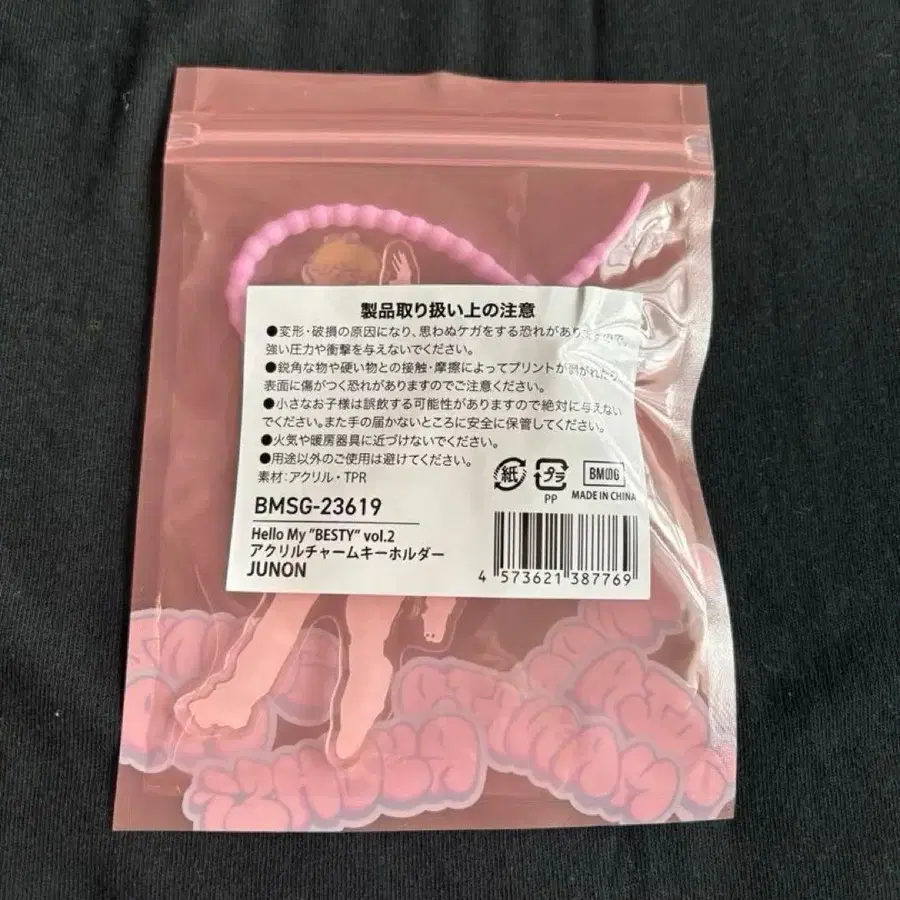 製品取り扱い上の注意
●変形・破損の原因になり、思わぬケガをする恐れがありますので、
強い圧力や衝撃を与えないでください。
●鋭角な物や硬い物との接触・摩擦によってプリントが剥がれたり、
表面に傷がつく恐れがありますのでご注意ください。
●小さなお子様は誤飲する可能性がありますので絶対に与えない
でください。また手の届かないところに安全に保管してください。
●火気や暖房器具に近づけないでください。
●用途以外のご使用は避けてください。
素材：アクリル・TPR
紙 プラ
PP
MADE IN CHINA
BMSG-23619
Hello My "BESTY" vol.2
アクリルチャームキーホルダー
JUNON
4 573621 387769